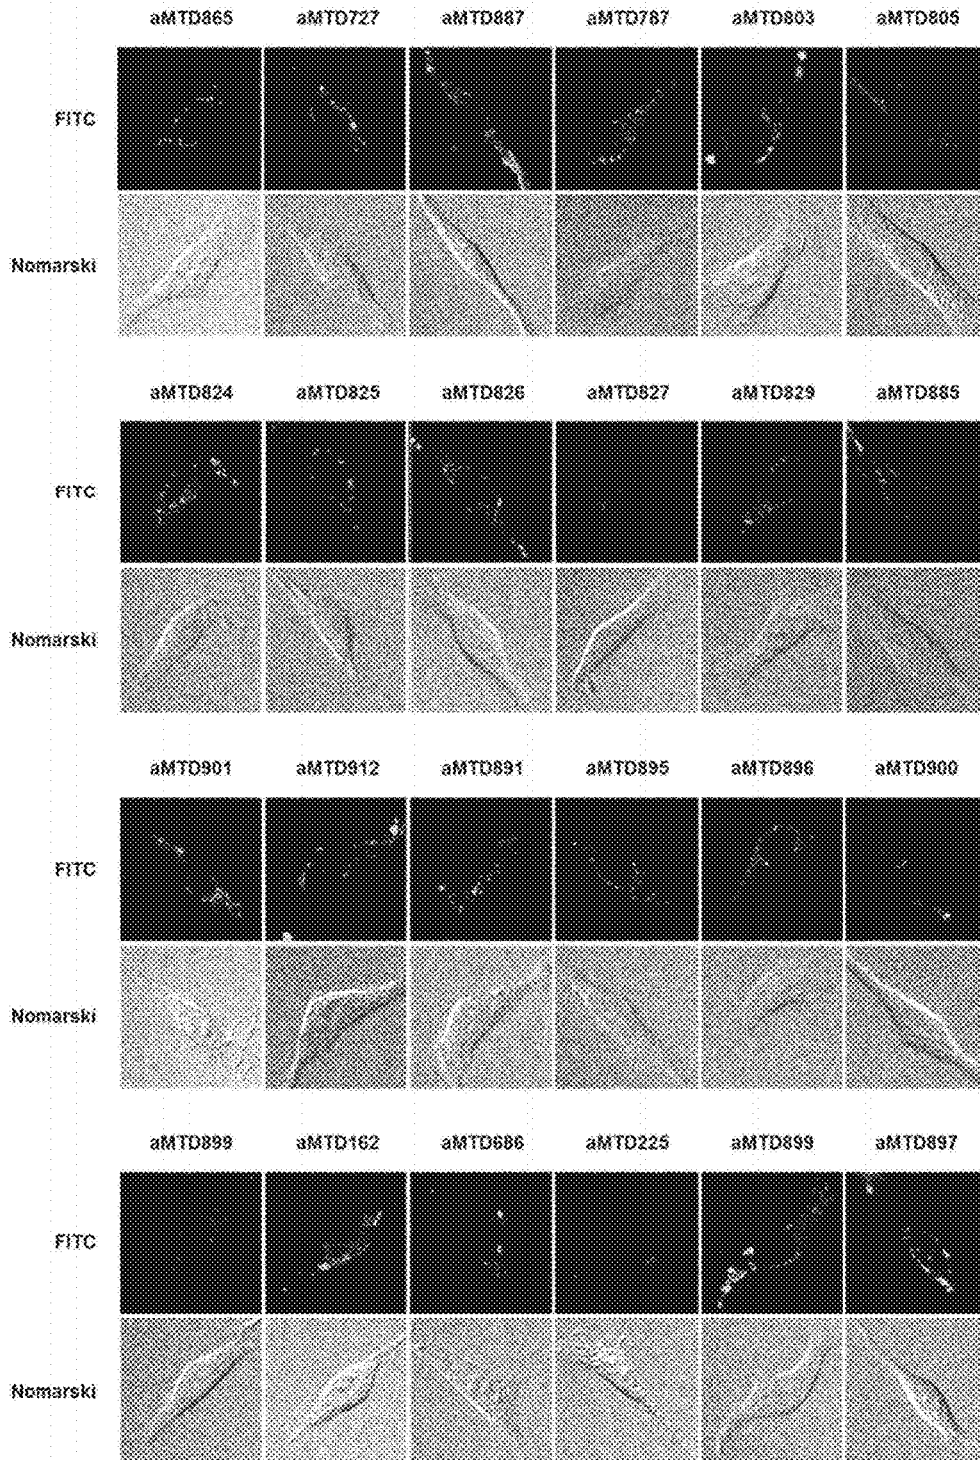 aMTD865 aMTD727 aMTD887 aMTD787 aMTD803 aMTD805
FITC
Nomarski
aMTD824 aMTD825 aMTD826 aMTD827 aMTD829 aMTD885
FITC
Nomarski
aMTD901 aMTD912 aMTD891 aMTD895 aMTD896 aMTD900
FITC
Nomarski
aMTD899 aMTD162 aMTD686 aMTD225 aMTD899 aMTD897
FITC
Nomarski